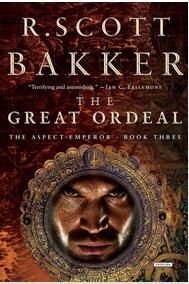 R. SCOTT
BAKKER
"Terrifying and astonishing." —Ian C. Esslemont
THE
GREAT ORDEAL
THE ASPECT-EMPEROR - BOOK THREE